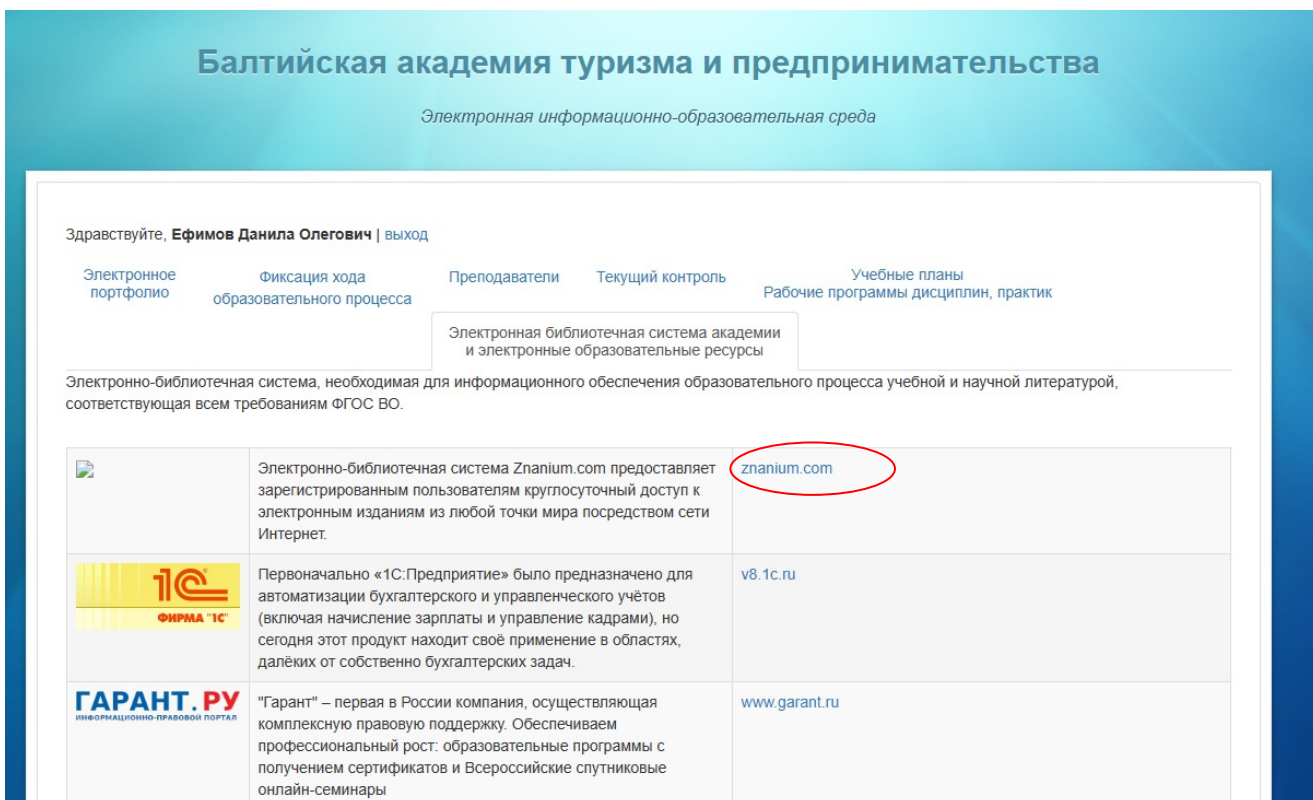 Балтийская академия туризма и предпринимательства
Электронная информационно-образовательная среда
Здравствуйте, Ефимов Данила Олегович | выход
Электронное
портфолио
Фиксация хода
образовательного процесса
Преподаватели
Текущий контроль
Учебные планы
Рабочие программы дисциплин, практик
Электронная библиотечная система академии
и электронные образовательные ресурсы
Электронно-библиотечная система, необходимая для информационного обеспечения образовательного процесса учебной и научной литературой,
соответствующая всем требованиям ФГОС ВО.
Электронно-библиотечная система Znanium.com предоставляет
зарегистрированным пользователям круглосуточный доступ к
электронным изданиям из любой точки мира посредством сети
Интернет.
znanium.com
1С
ФИРМА "1С"
Первоначально «1С:Предприятие» было предназначено для
автоматизации бухгалтерского и управленческого учётов
(включая начисление зарплаты и управление кадрами), но
сегодня этот продукт находит своё применение в областях,
далёких от собственно бухгалтерских задач.
v8.1c.ru
ГАРАНТ.РУ
ИНФОРМАЦИОННО-ПРАВОВОЙ ПОРТАЛ
"Гарант" – первая в России компания, осуществляющая
комплексную правовую поддержку. Обеспечиваем
профессиональный рост: образовательные программы с
получением сертификатов и Всероссийские спутниковые
онлайн-семинары
www.garant.ru